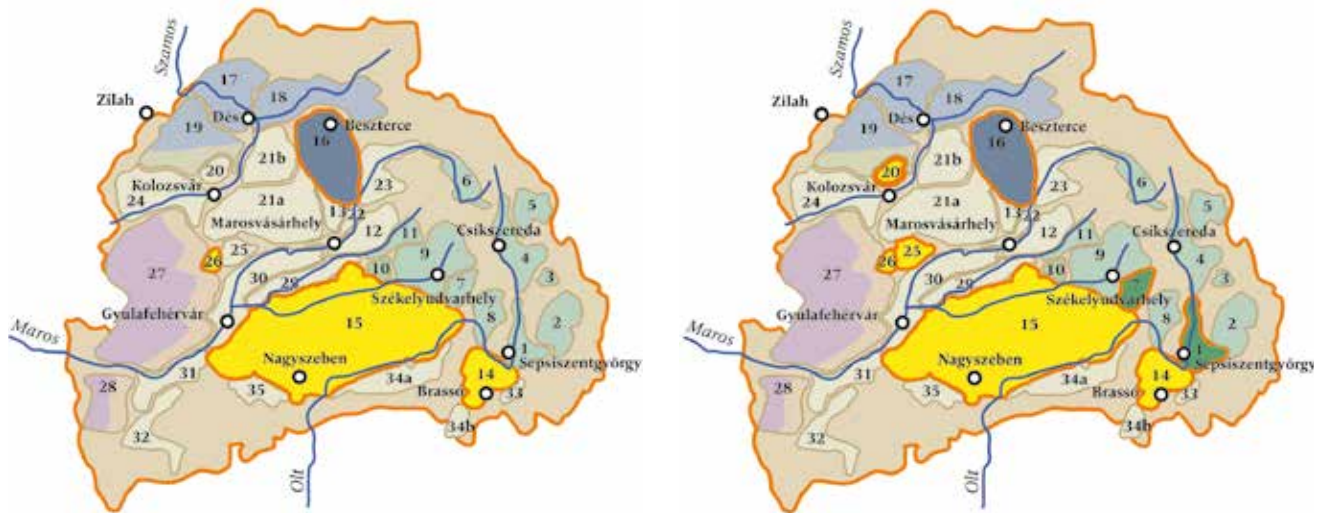 Szamos
17
Zilah
18
Dés
19
Beszterce
16
21b
20
Kolozsvár
24
21a
23
6
5
13
22
Marosvásárhely
12
11
Csíkszereda
26
25
9
4
27
30
29
10
7
3
Székelyudvarhely
Gyulafehérvár
15
8
2
Maros
1
Sepsiszentgyörgy
Nagyszeben
14
31
28
35
34a
Brassó
33
34b
32
Olt
Szamos
17
Zilah
18
Dés
19
Beszterce
16
21b
20
Kolozsvár
24
21a
23
6
5
13
22
Marosvásárhely
12
11
Csíkszereda
26
25
9
4
27
30
29
10
7
3
Székelyudvarhely
Gyulafehérvár
15
8
2
Maros
1
Sepsiszentgyörgy
Nagyszeben
14
31
28
35
34a
Brassó
33
34b
32
Olt